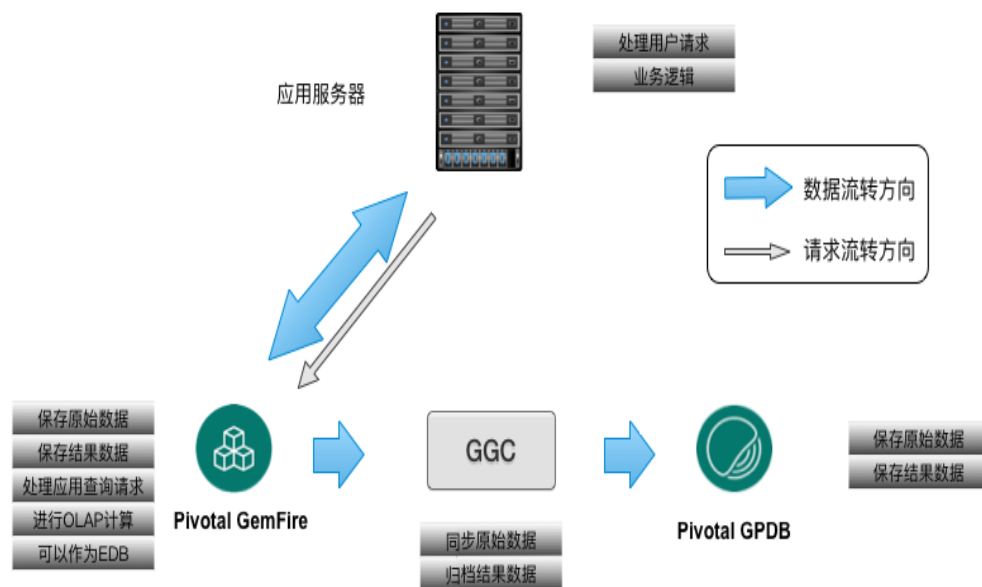 处理用户请求
业务逻辑
应用服务器
数据流转方向
请求流转方向
保存原始数据
保存结果数据
处理应用查询请求
进行OLAP计算
可以作为EDB
Pivotal GemFire
GGC
同步原始数据
归档结果数据
Pivotal GPDB
保存原始数据
保存结果数据